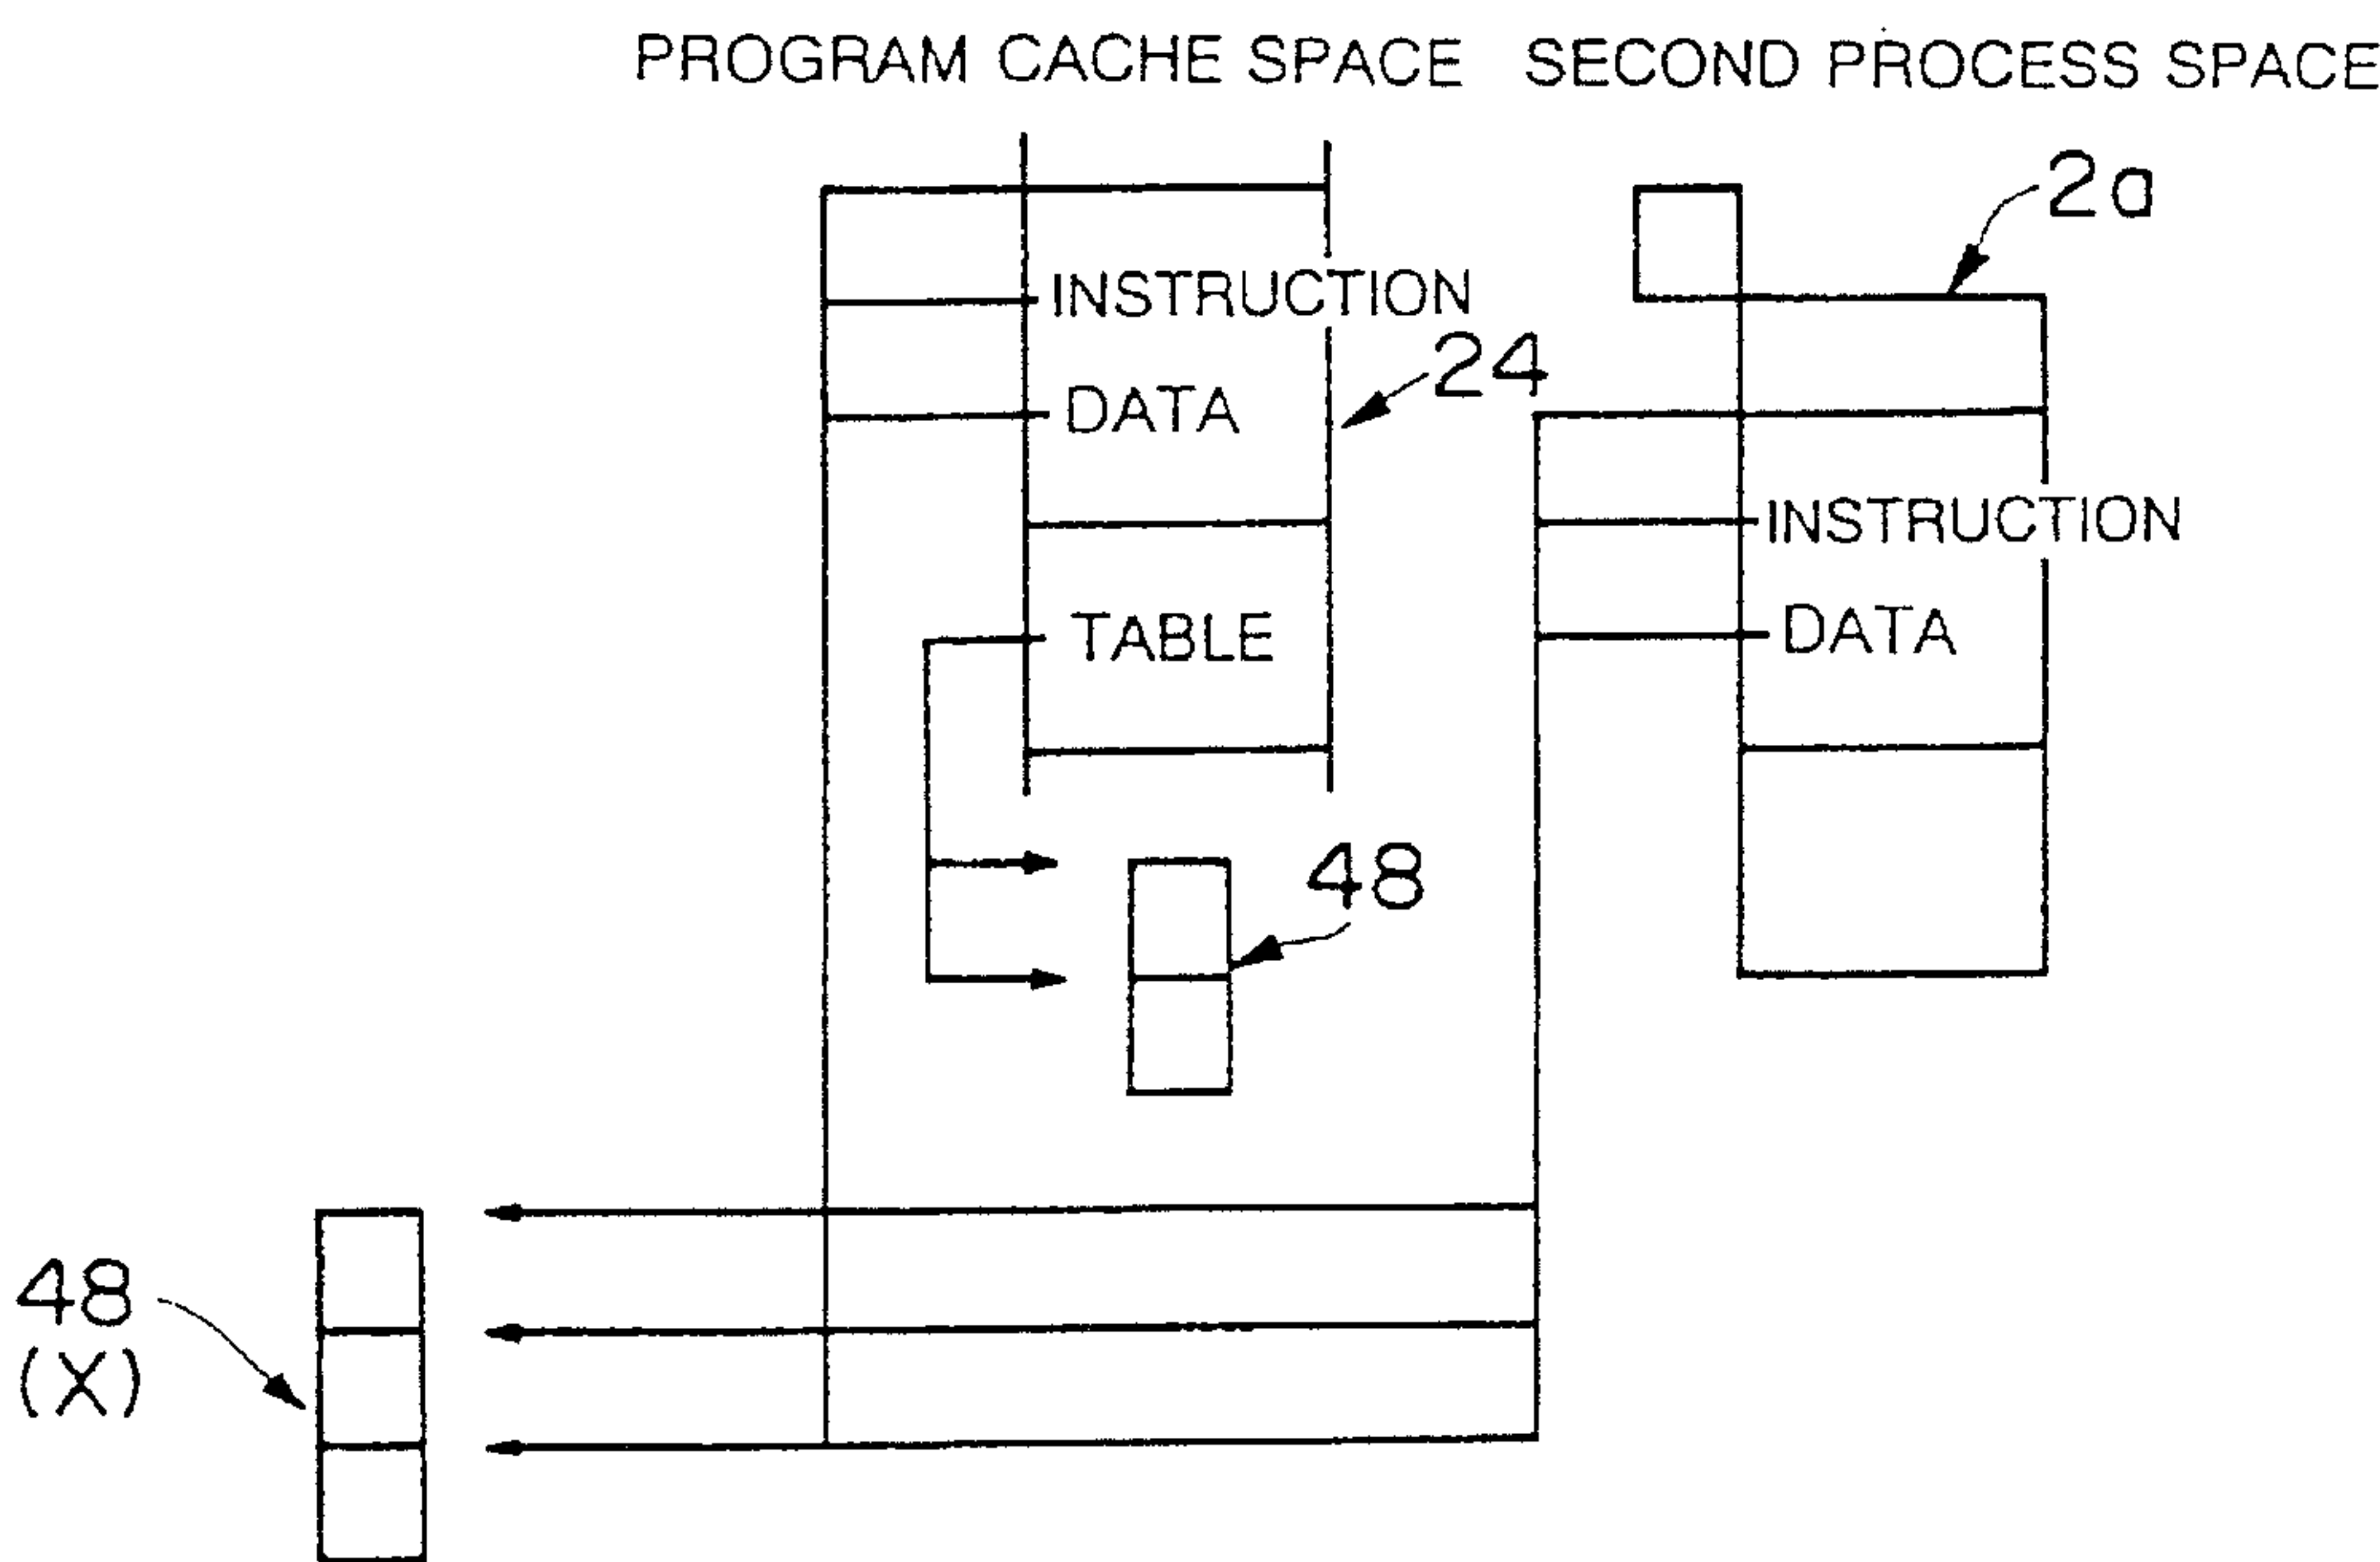 PROGRAM CACHE SPACE
SECOND PROCESS SPACE
2a
INSTRUCTION
24
DATA
INSTRUCTION
TABLE
DATA
48
48
(X)